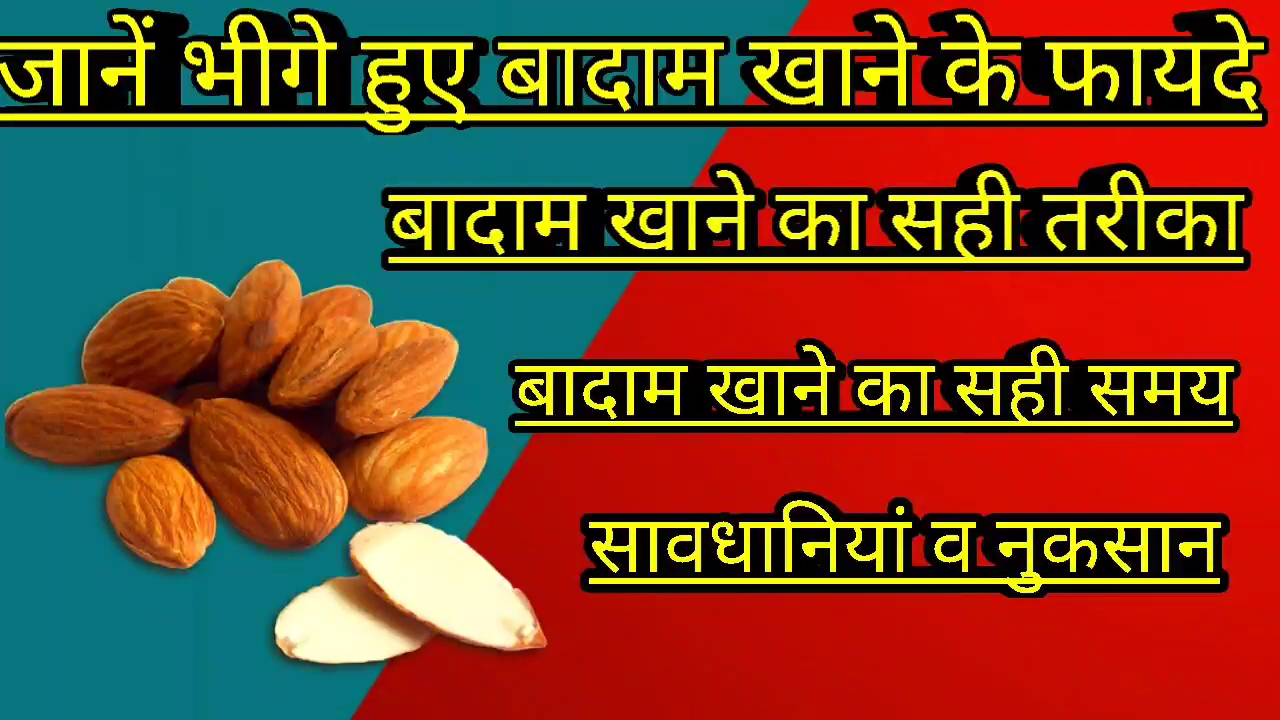 जानें भीगे हुए बादाम खाने के फायदे
बादाम खाने का सही तरीका
बादाम खाने का सही समय
सावधानियां व नुकसान